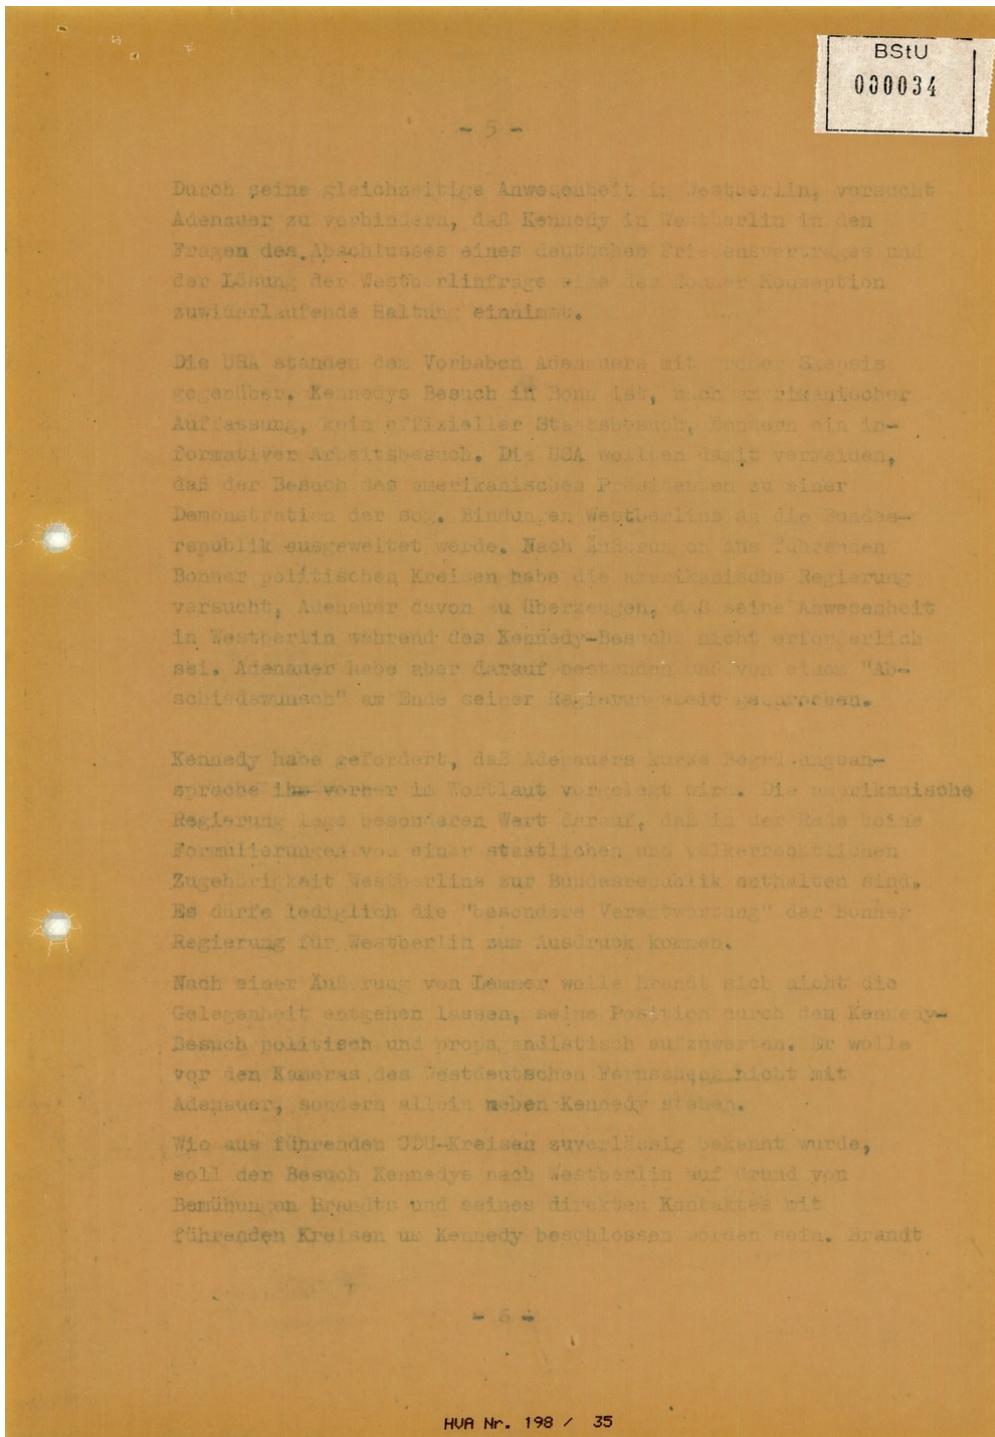 BStU
000034
- 5 -
Durch seine gleichzeitige Anwesenheit in Westberlin, versucht
Adenauer zu verhindern, daß Kennedy in Westberlin in den
Fragen des Abschlusses eines deutschen Friedensvertrages und
der Lösung der Westberlinfrage eine der Bonner Konzeption
zuwiderlaufende Haltung einnimmt.
Die USA standen dem Vorhaben Adenauers mit großer Skepsis
gegenüber. Kennedys Besuch in Bonn ist, nach amerikanischer
Auffassung, kein offizieller Staatsbesuch, sondern ein in-
formativer Arbeitsbesuch. Die USA wollten damit vermeiden,
daß der Besuch des amerikanischen Präsidenten zu einer
Demonstration der sog. Bindungen Westberlins an die Bundes-
republik ausgeweitet werde. Nach Äußerungen aus führenden
Bonner politischen Kreisen habe die amerikanische Regierung
versucht, Adenauer davon zu überzeugen, daß seine Anwesenheit
in Westberlin während des Kennedy-Besuchs nicht erforderlich
sei. Adenauer habe aber darauf bestanden und von einem "Ab-
schiedswunsch" am Ende seiner Regierungszeit gesprochen.
Kennedy habe gefordert, daß Adenauers kurze Begrüßungsan-
sprache ihm vorher im Wortlaut vorgelegt wird. Die amerikanische
Regierung lege besonderen Wert darauf, daß in der Rede keine
Formulierungen von einer staatlichen und völkerrechtlichen
Zugehörigkeit Westberlins zur Bundesrepublik enthalten sind.
Es dürfe lediglich die "besondere Verantwortung" der Bonner
Regierung für Westberlin zum Ausdruck kommen.
Nach einer Äußerung von Lemmer wolle Brandt sich nicht die
Gelegenheit entgehen lassen, seine Position durch den Kennedy-
Besuch politisch und propagandistisch aufzuwerten. Er wolle
vor den Kameras des Westdeutschen Fernsehens nicht mit
Adenauer, sondern allein neben Kennedy stehen.
Wie aus führenden CDU-Kreisen zuverlässig bekannt wurde,
soll der Besuch Kennedys nach Westberlin auf Grund von
Bemühungen Brandts und seines direkten Kontaktes mit
führenden Kreisen um Kennedy beschlossen worden sein. Brandt
- 6 -
HVA Nr. 198 / 35